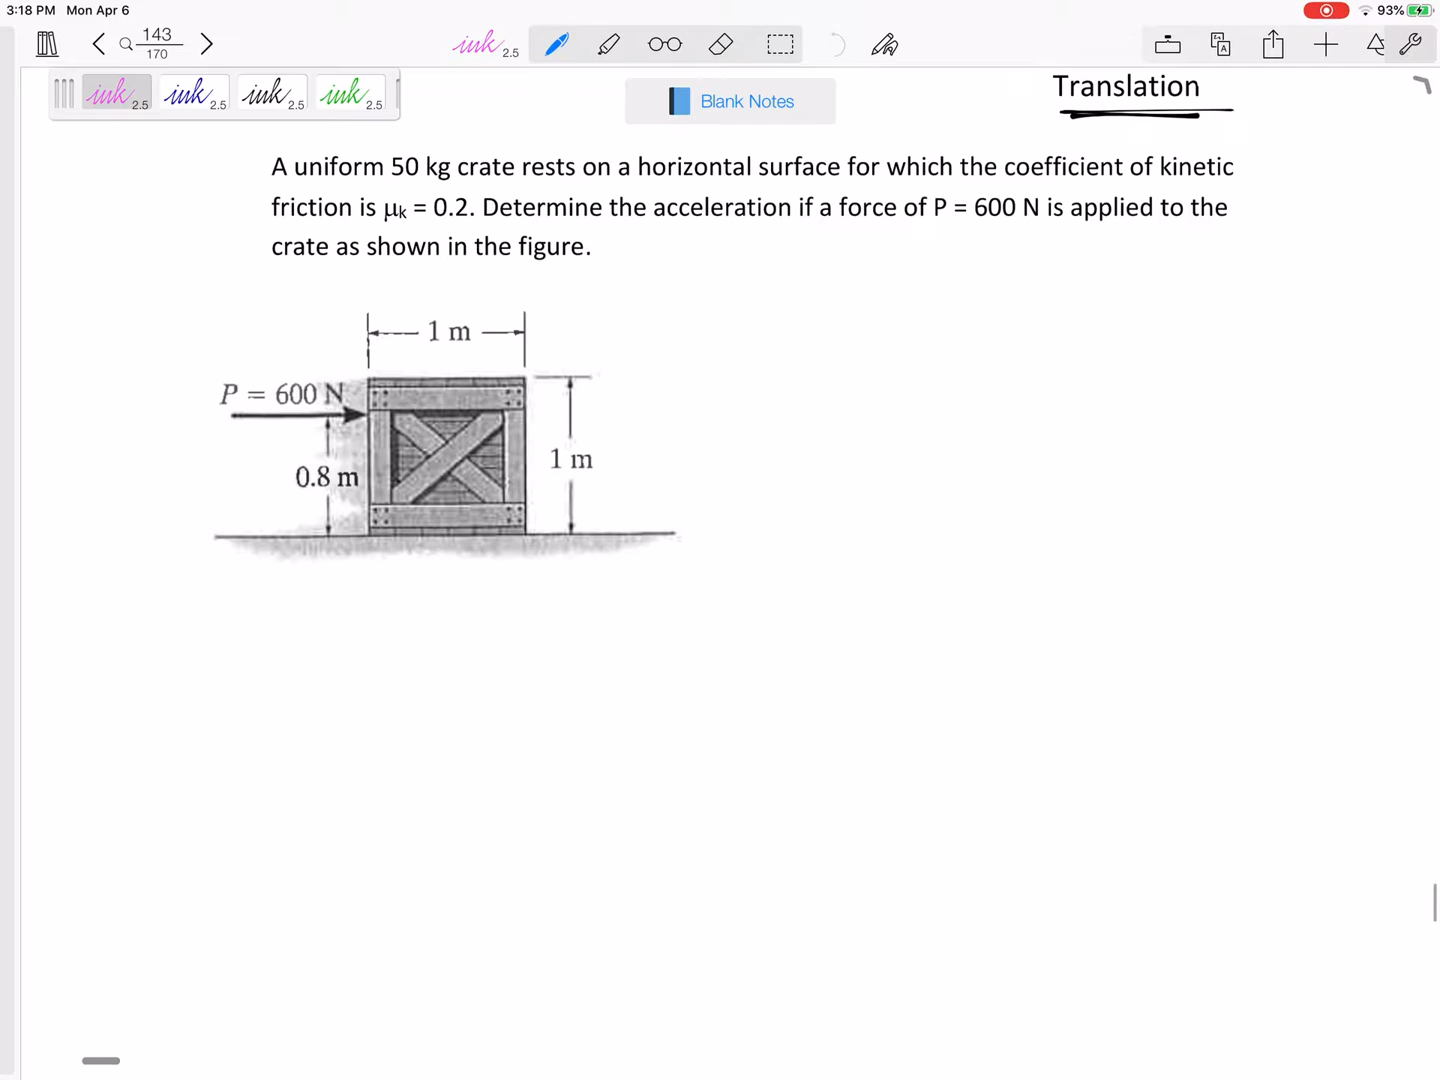 3:18 PM Mon Apr 6
93%
143
170
ink 2.5
ink 2.5
ink 2.5
ink 2.5
ink 2.5
A
Blank Notes
Translation
A uniform 50 kg crate rests on a horizontal surface for which the coefficient of kinetic
friction is μk = 0.2. Determine the acceleration if a force of P = 600 N is applied to the
crate as shown in the figure.
1 m
P = 600 N
0.8 m
1 m